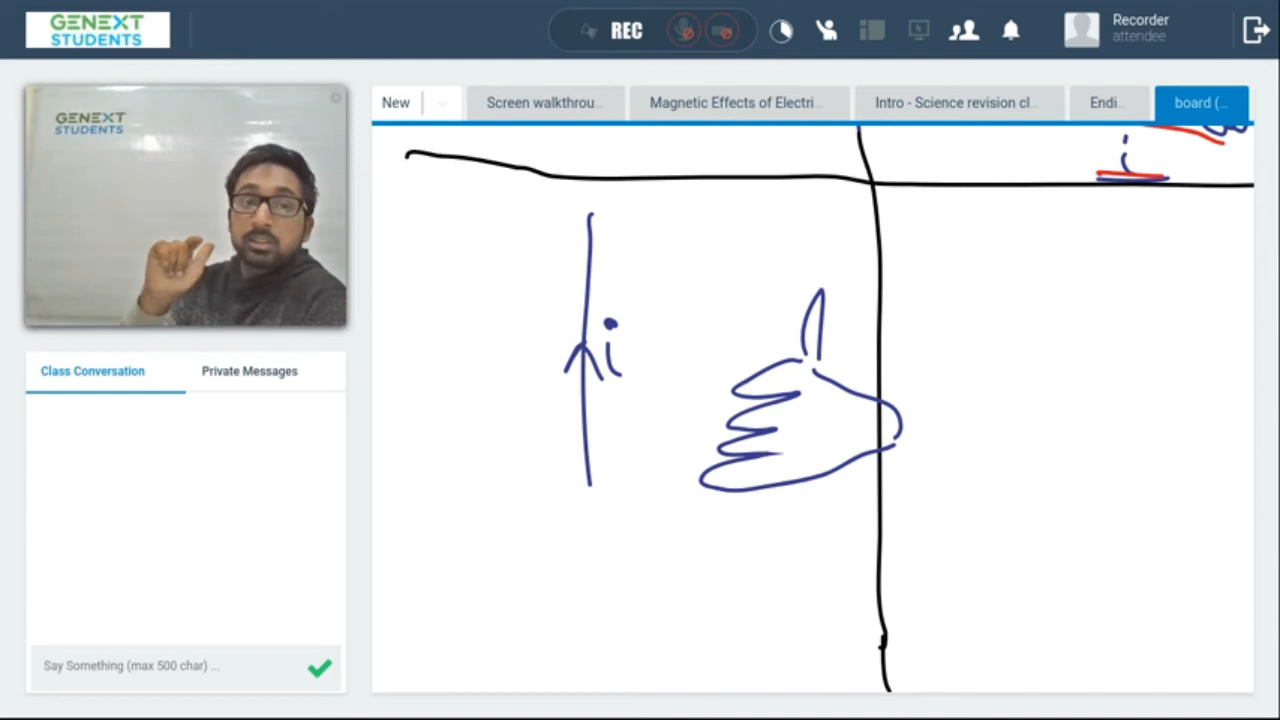 GENEXT
STUDENTS
REC
Recorder
attendee
GENEXT
STUDENTS
New
Screen walkthrou...
Magnetic Effects of Electri...
Intro - Science revision cl...
Endi...
board (...
i
i
Class Conversation
Private Messages
Say Something (max 500 char) ...